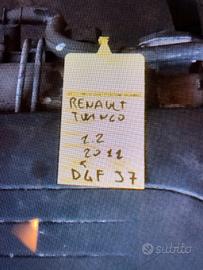 RENAULT
TWINGO
1.2
2011
D4F J7
subito